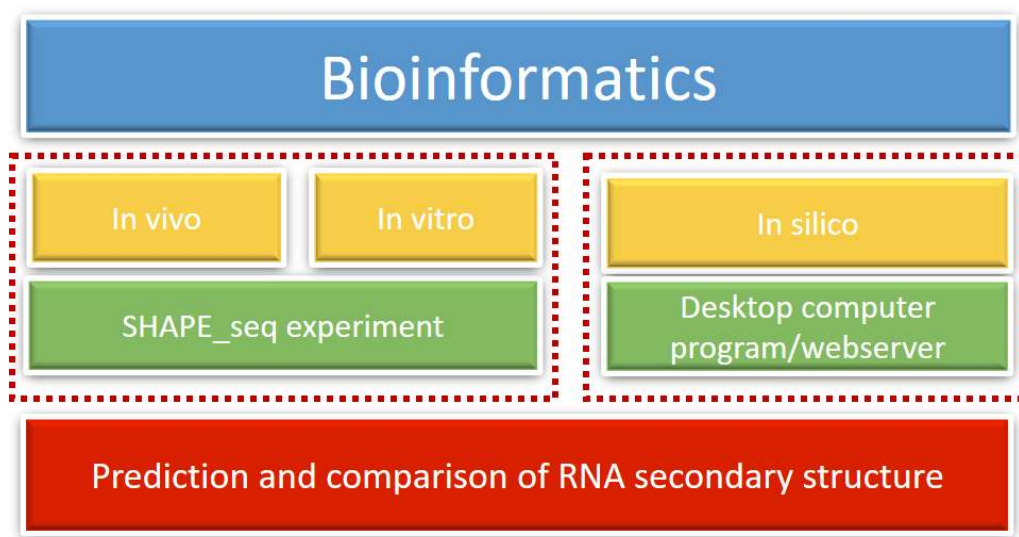 Bioinformatics
In vivo
In vitro
In silico
SHAPE_seq experiment
Desktop computer
program/webserver
Prediction and comparison of RNA secondary structure